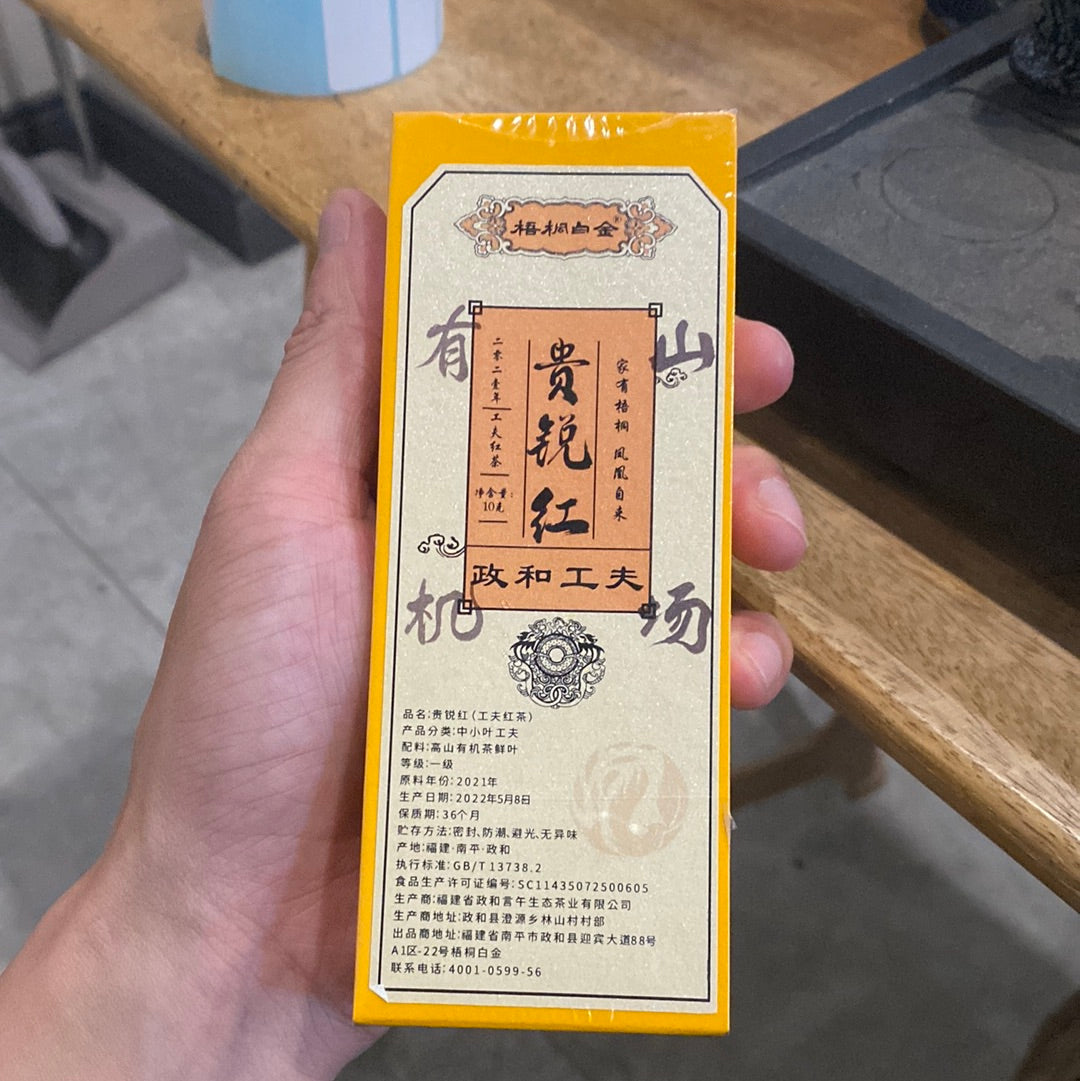 梧桐白金®
有山
机场
家有梧桐 凤凰自来
贵锐红
二零二壹年
工夫红茶
净含量:
10克
政和工夫
品名:贵锐红(工夫红茶)
产品分类:中小叶工夫
配料:高山有机茶鲜叶
等级:一级
原料年份:2021年
生产日期:2022年5月8日
保质期:36个月
贮存方法:密封、防潮、避光、无异味
产地:福建·南平·政和
执行标准:GB/T 13738.2
食品生产许可证编号:SC11435072500605
生产商:福建省政和言午生态茶业有限公司
生产商地址:政和县澄源乡林山村村部
出品商地址:福建省南平市政和县迎宾大道88号
A1区-22号梧桐白金
联系电话:4001-0599-56